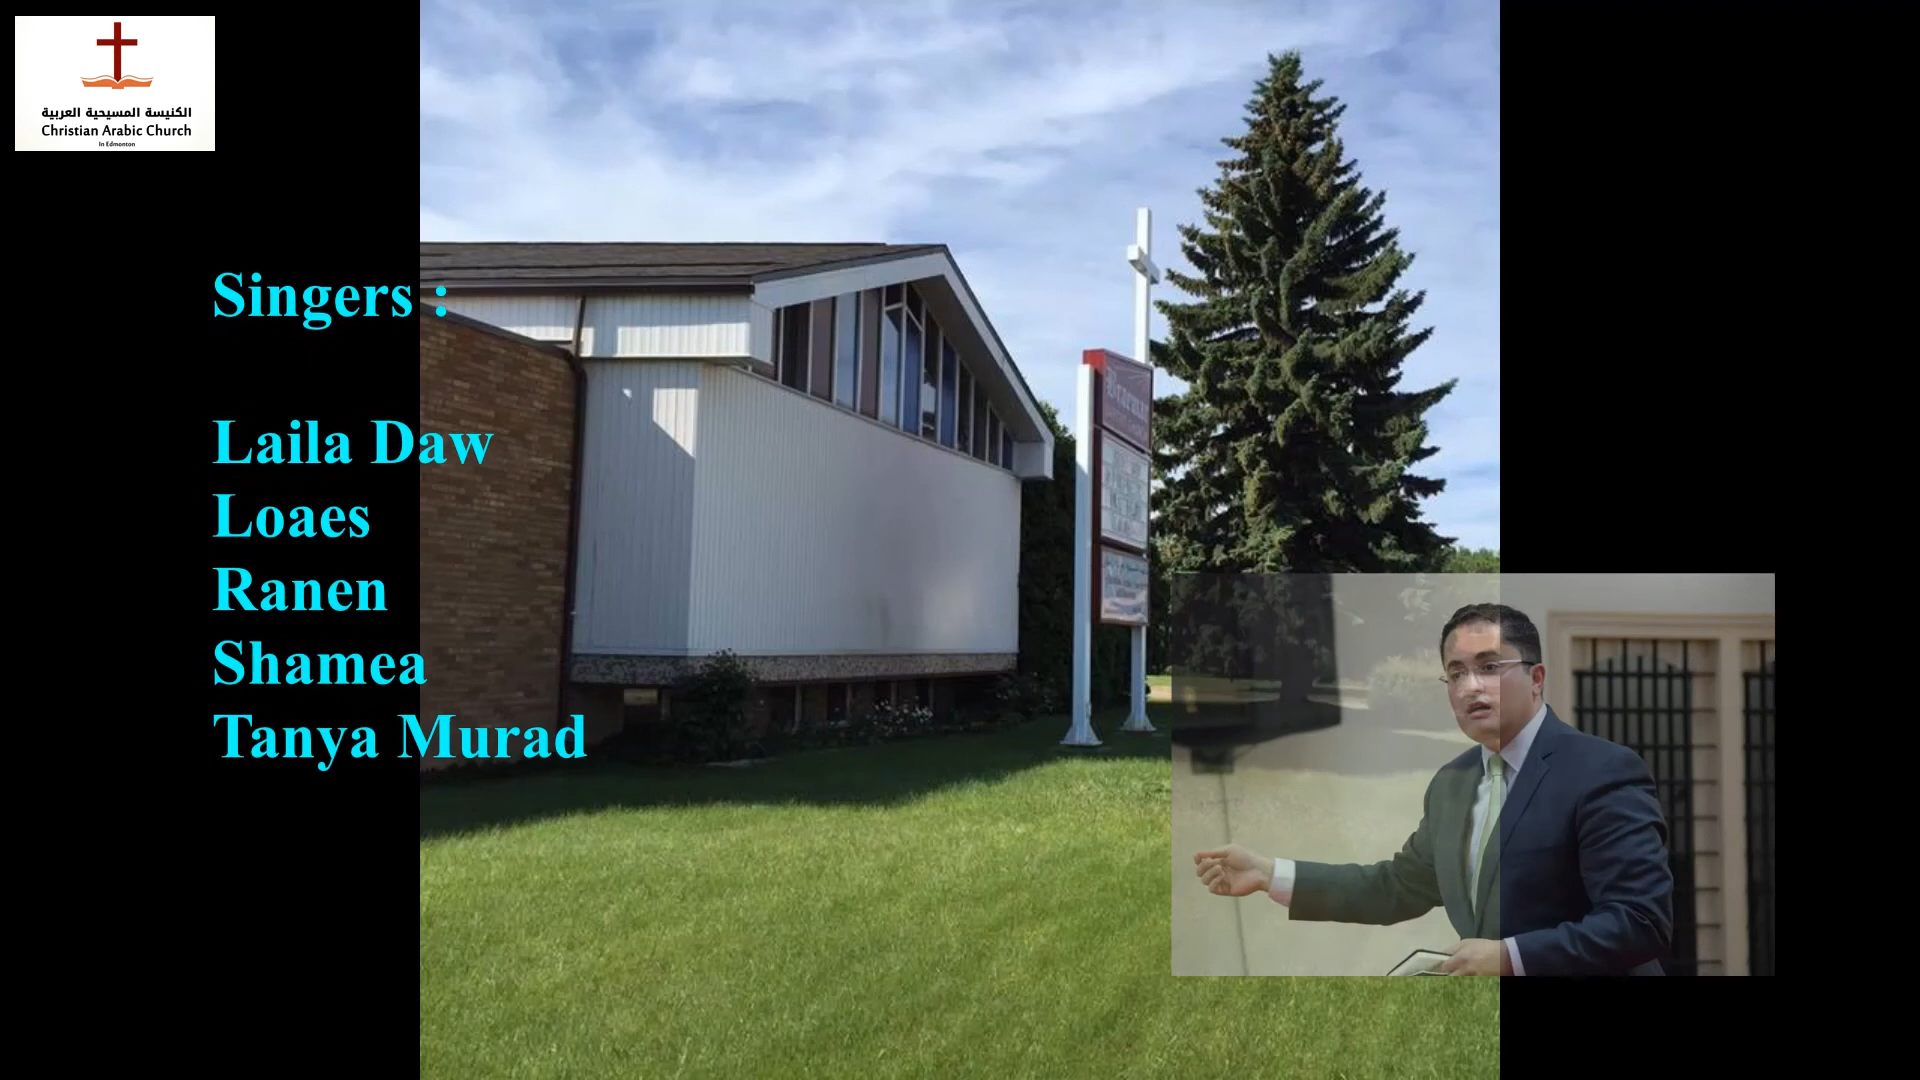 الكنيسة المسيحية العربية
Christian Arabic Church
In Edmonton
Singers :
Laila Daw
Loaes
Ranen
Shamea
Tanya Murad